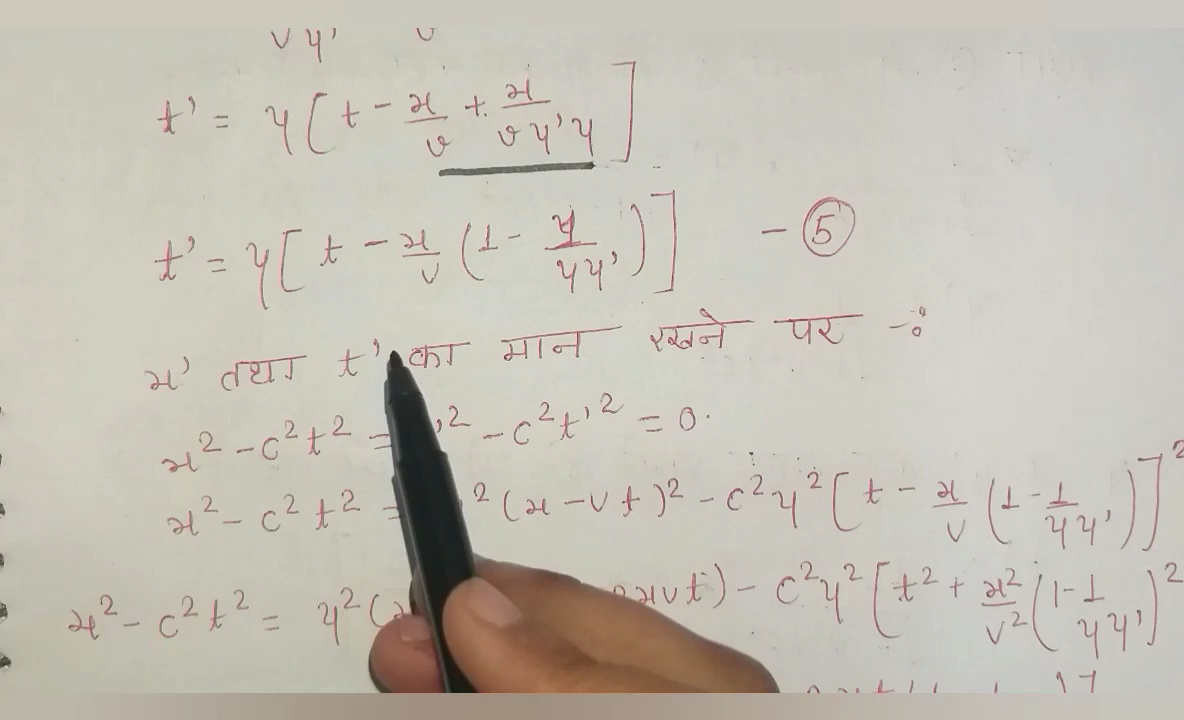 v γ' v
t' = γ[t - x/v + x/vγ'γ]
t' = γ[t - x/v (1 - 1/γγ')] - ⑤
x' तथा t' का मान रखने पर -:
x² - c²t² = '² - c²t'² = 0.
x² - c²t² = ²(x - vt)² - c²γ²[t - x/v (1 - 1/γγ')]²
x² - c²t² = γ²( 2xvt) - c²γ²[t² + x²/v² (1 - 1/γγ')²